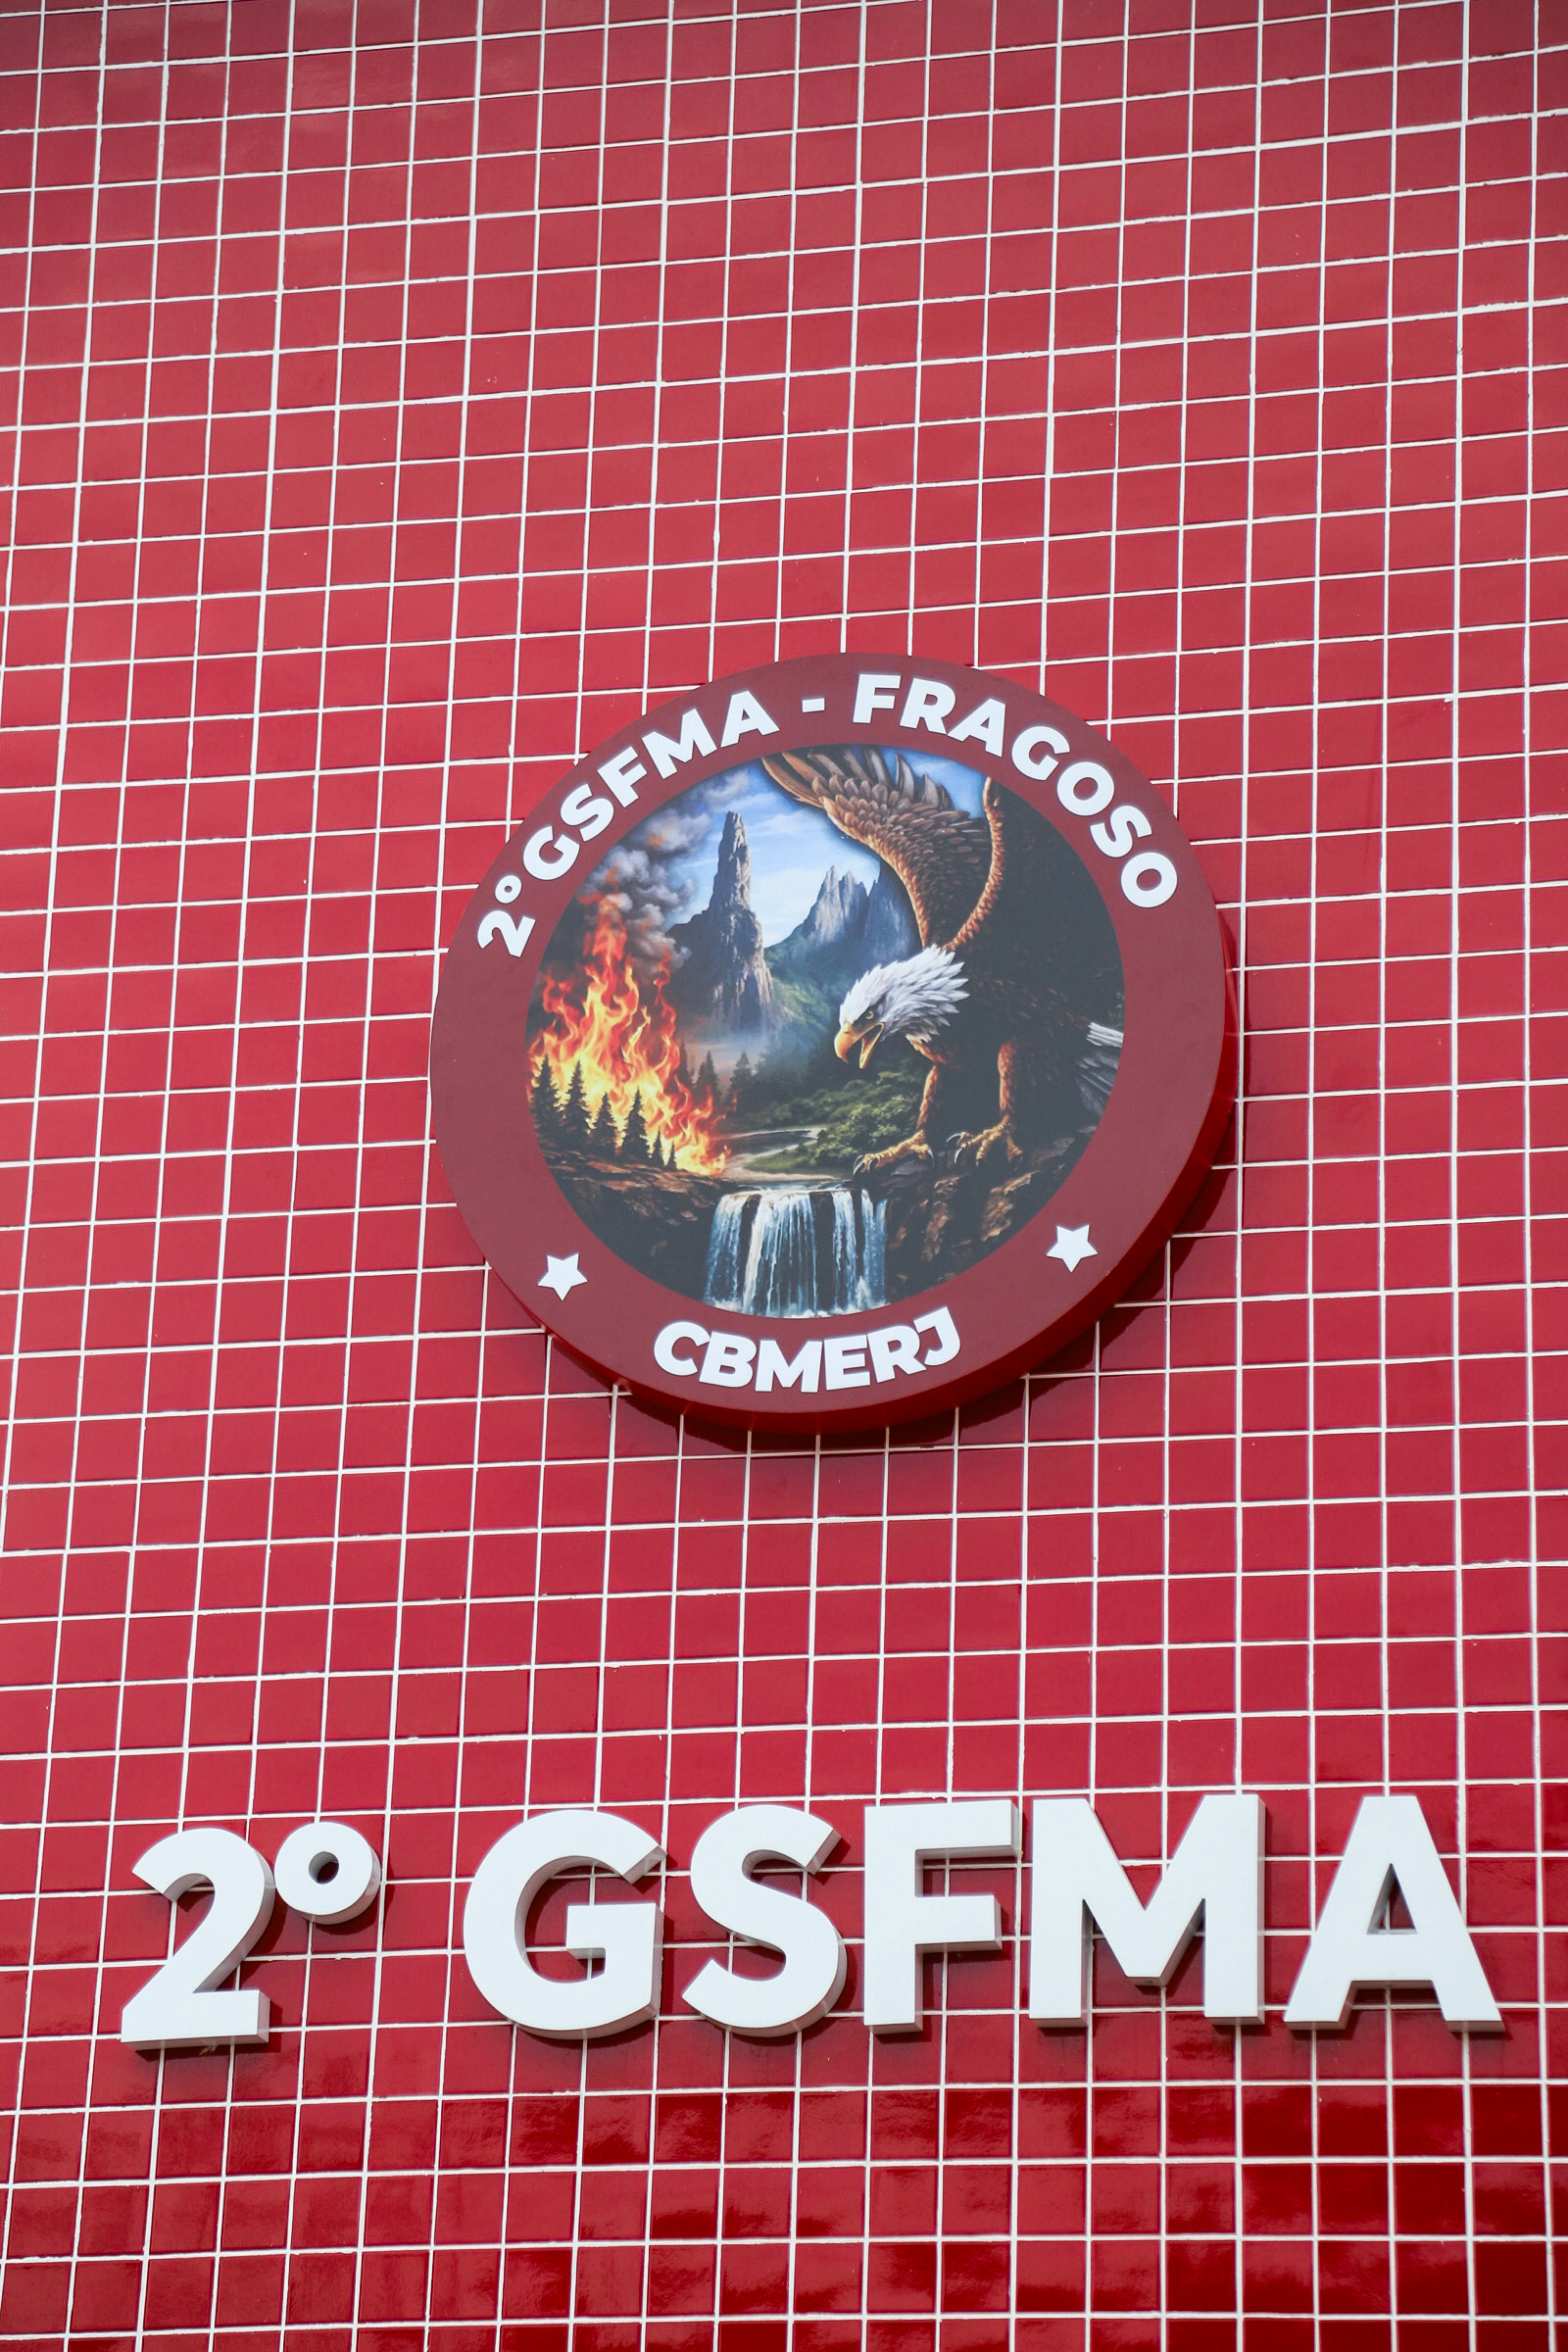 2º GSFMA - FRAGOSO
CBMERJ
2º GSFMA